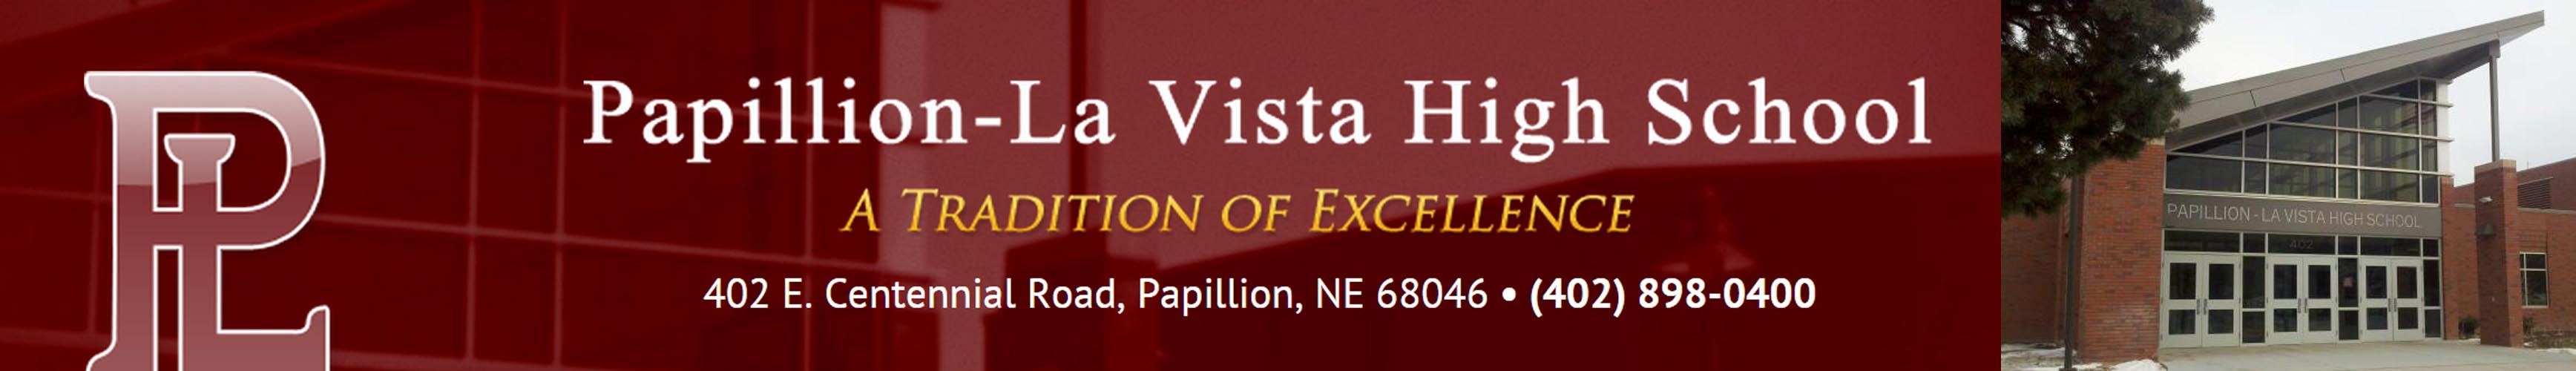 PL
Papillion-La Vista High School
A TRADITION OF EXCELLENCE
402 E. Centennial Road, Papillion, NE 68046 • (402) 898-0400
PAPILLION - LA VISTA HIGH SCHOOL
402